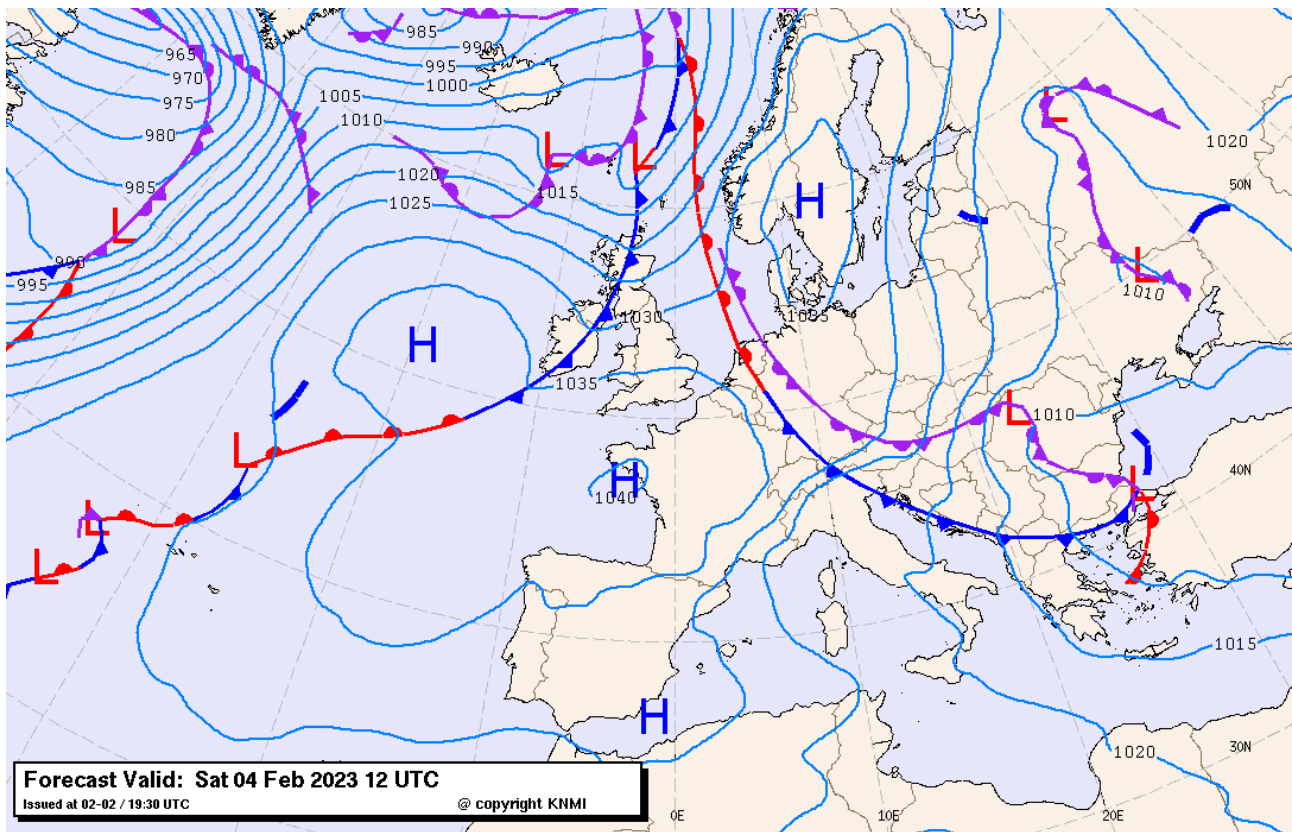 985
990
995
1000
965
970
975
980
985
1005
1010
1020
1025
1015
L
L
L
1020
50N
H
L
990
995
L
1010
1030
1035
H
1035
L
1010
40N
L
H
1040
L
L
L
1015
H
1020
30N
Forecast Valid: Sat 04 Feb 2023 12 UTC
Issued at 02-02 / 19:30 UTC @ copyright KNMI
0E
10E
20E